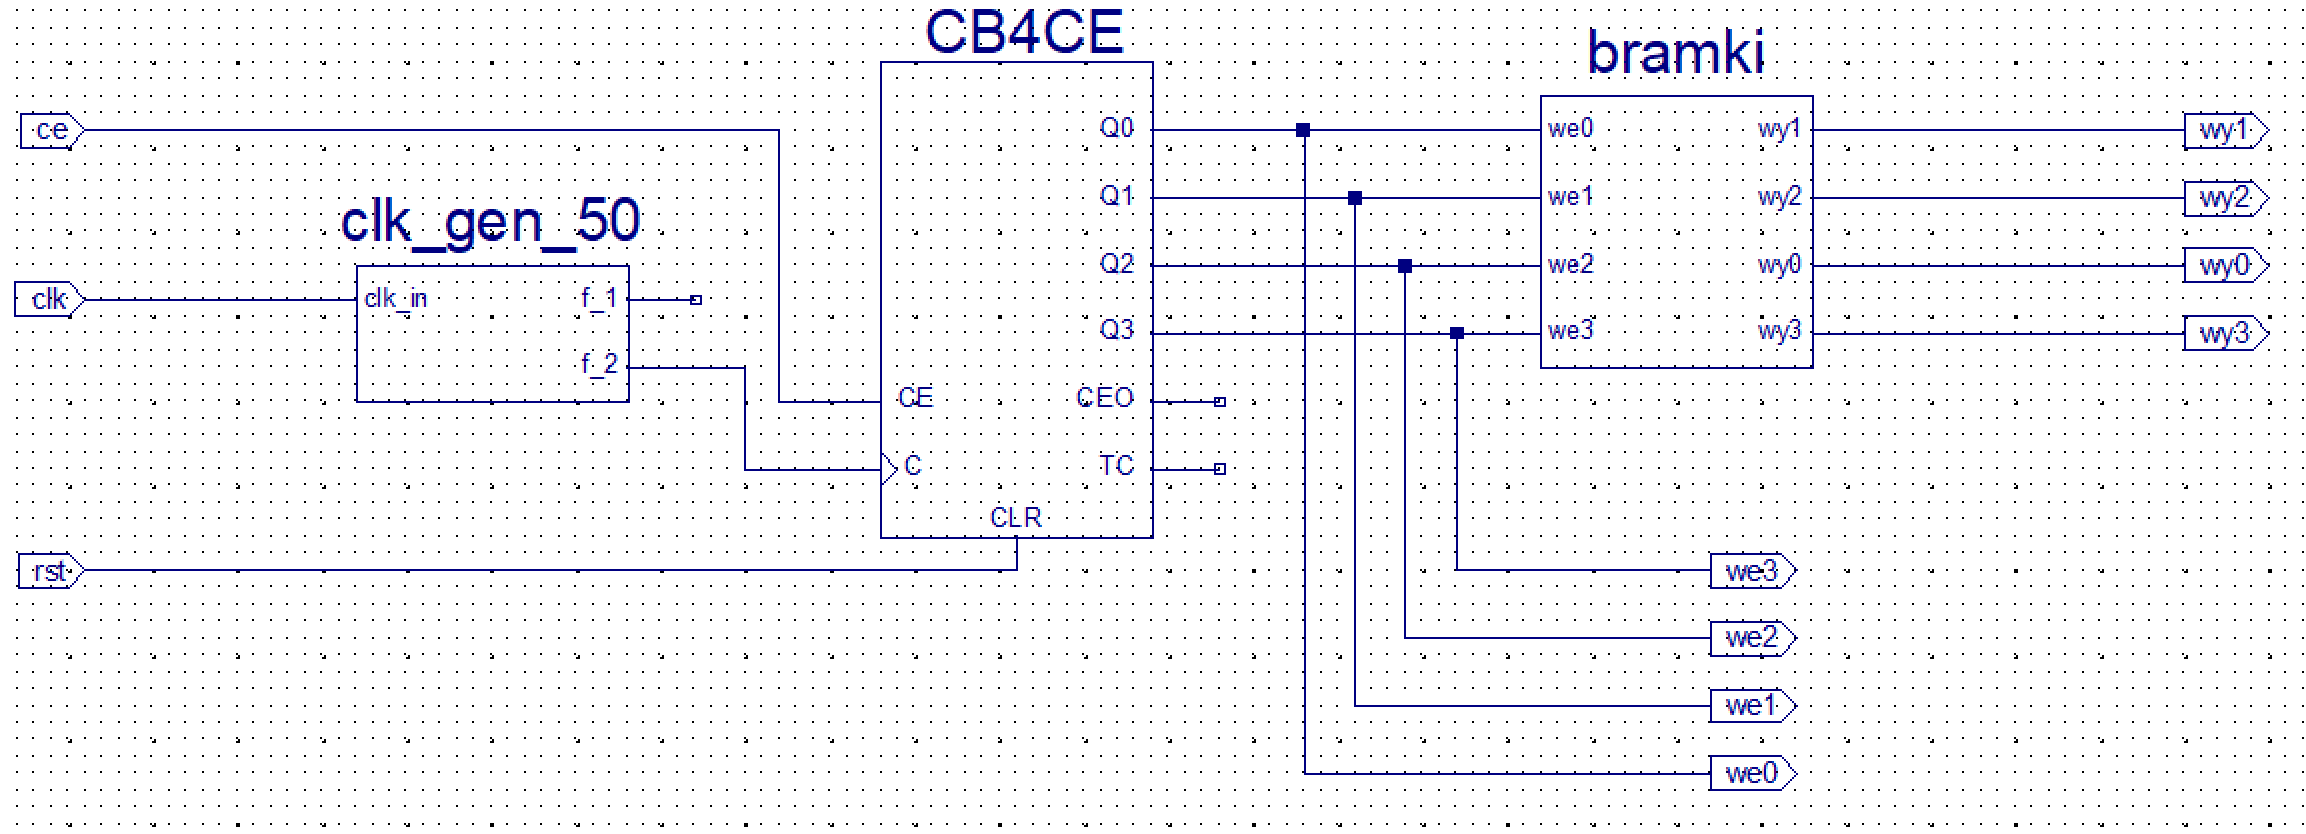 CB4CE
bramki
ce
Q0
we0
wy1
wy1
Q1
we1
wy2
wy2
clk_gen_50
Q2
we2
wy0
wy0
clk
clk_in
f_1
Q3
we3
wy3
wy3
f_2
CE
CEO
C
TC
CLR
rst
we3
we2
we1
we0